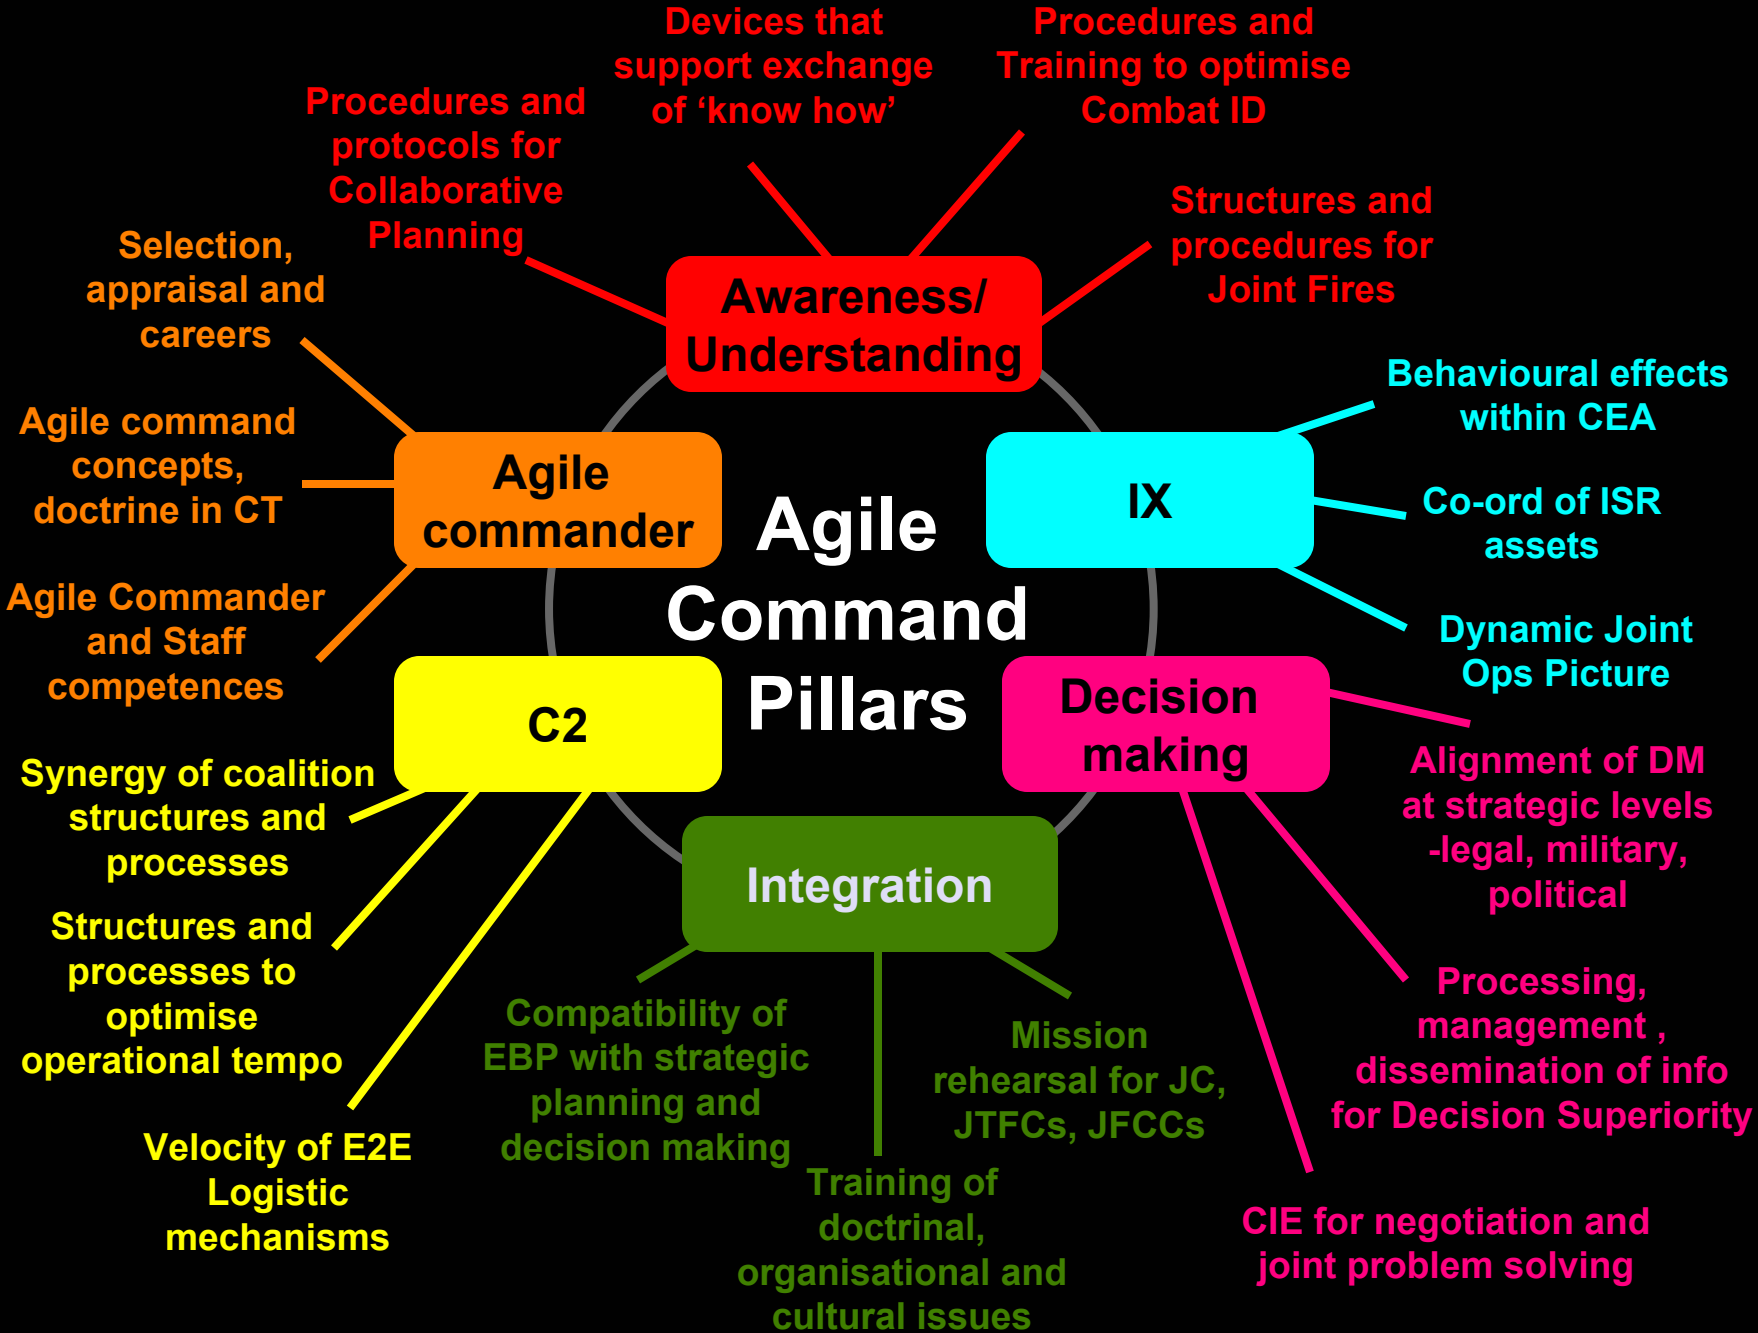 Devices that
support exchange
of ‘know how’
Procedures and
Training to optimise
Combat ID
Procedures and
protocols for
Collaborative
Planning
Structures and
procedures for
Joint Fires
Selection,
appraisal and
careers
Awareness/
Understanding
Behavioural effects
within CEA
Agile command
concepts,
doctrine in CT
Agile
commander
Agile
Command
Pillars
IX
Co-ord of ISR
assets
Agile Commander
and Staff
competences
Dynamic Joint
Ops Picture
C2
Decision
making
Synergy of coalition
structures and
processes
Alignment of DM
at strategic levels
-legal, military,
political
Integration
Structures and
processes to
optimise
operational tempo
Processing,
management ,
dissemination of info
for Decision Superiority
Compatibility of
EBP with strategic
planning and
decision making
Mission
rehearsal for JC,
JTFCs, JFCCs
Velocity of E2E
Logistic
mechanisms
Training of
doctrinal,
organisational and
cultural issues
CIE for negotiation and
joint problem solving